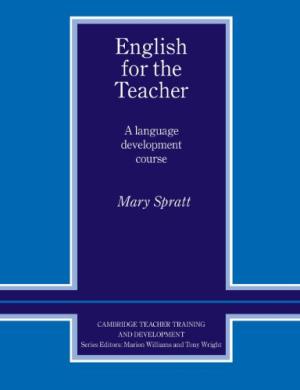 English
for the
Teacher
A language
development
course
Mary Spratt
CAMBRIDGE TEACHER TRAINING
AND DEVELOPMENT
Series Editors: Marion Williams and Tony Wright